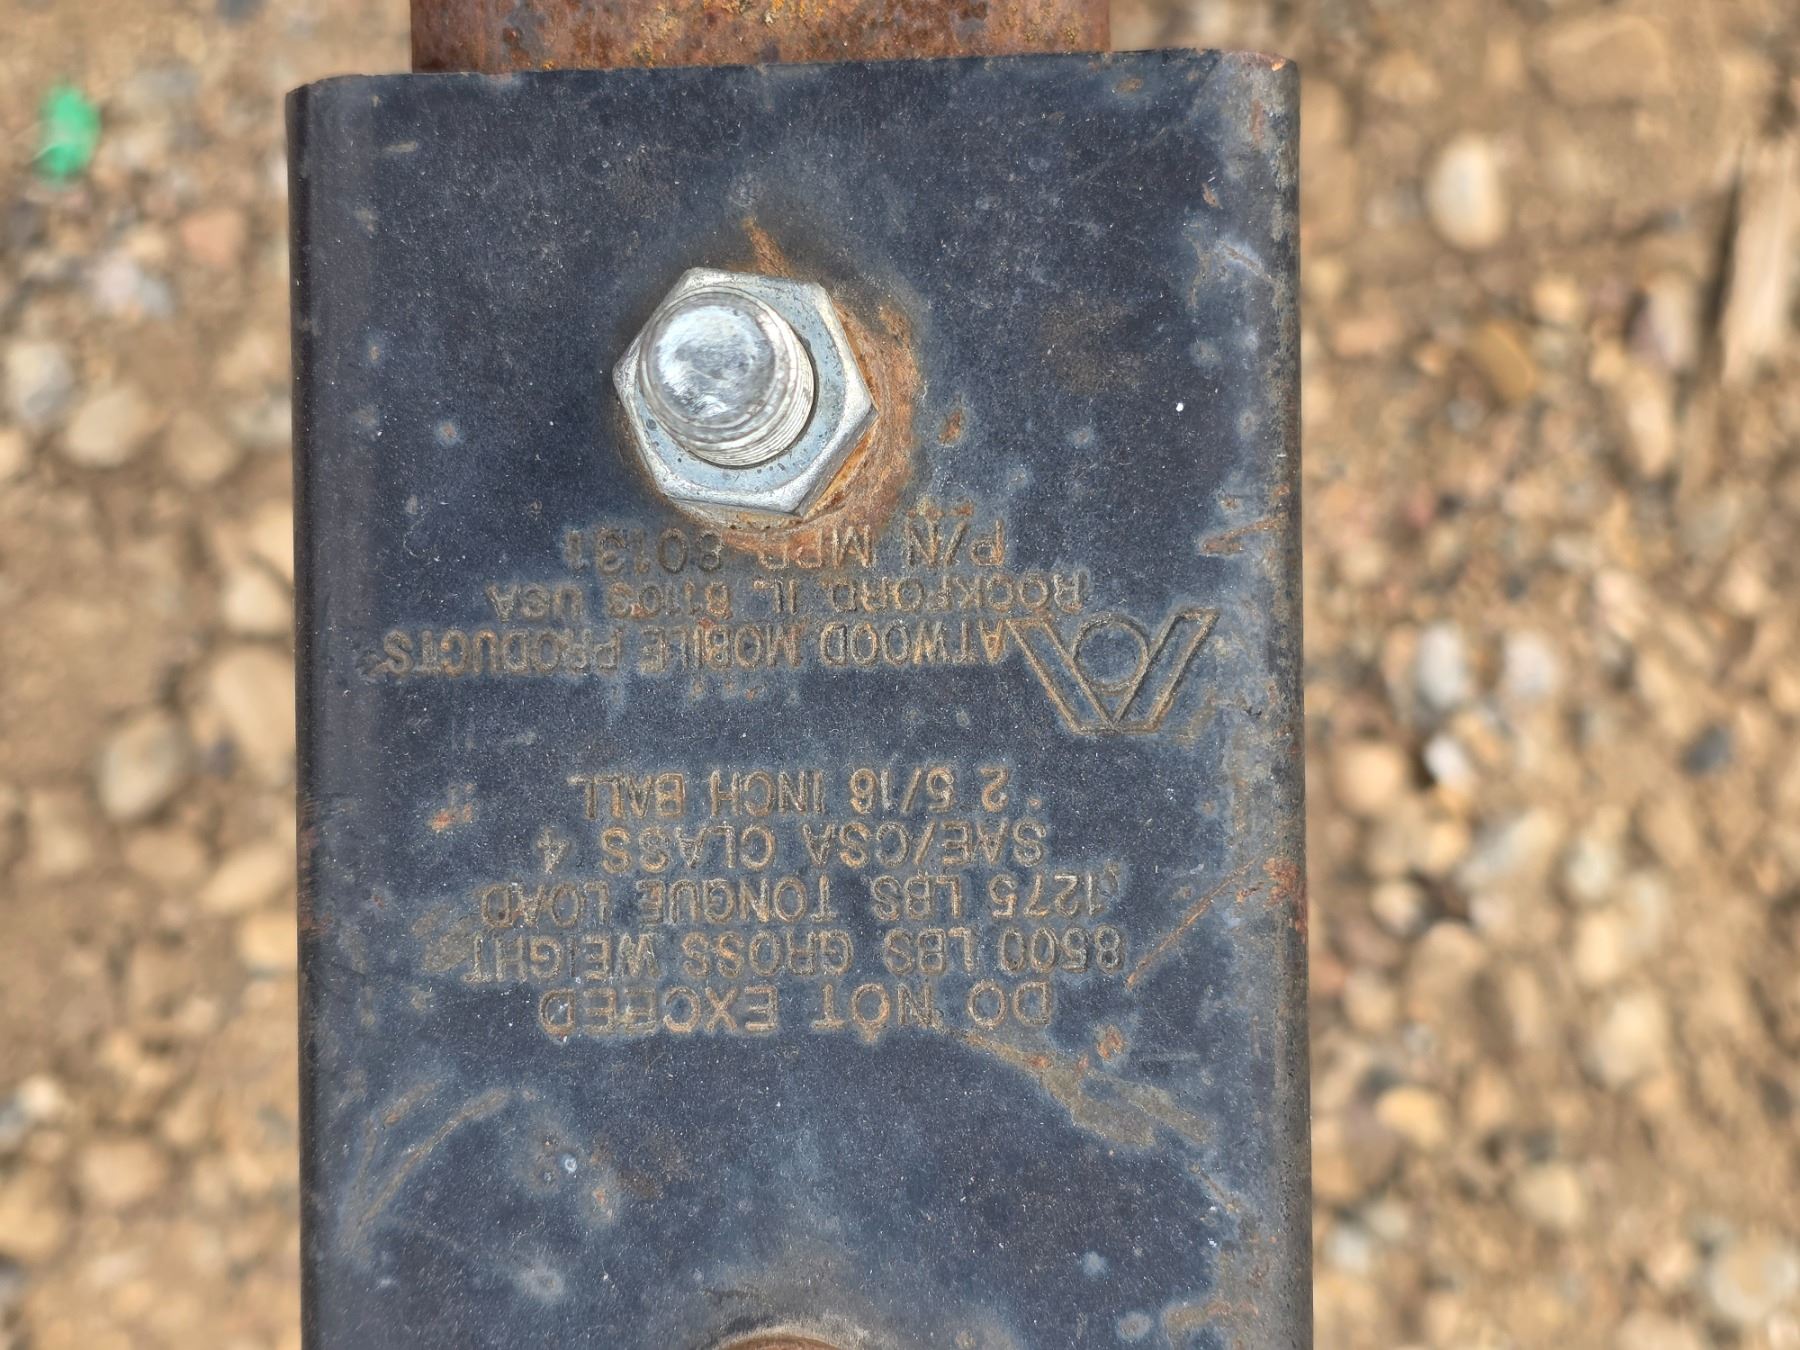 DO NOT EXCEED
8500 LBS GROSS WEIGHT
1275 LBS TONGUE LOAD
SAE/CSA CLASS 4
2 5/16 INCH BALL
ATWOOD MOBILE PRODUCTS
ROCKFORD, IL. 61103 USA
P/N MPR 80131